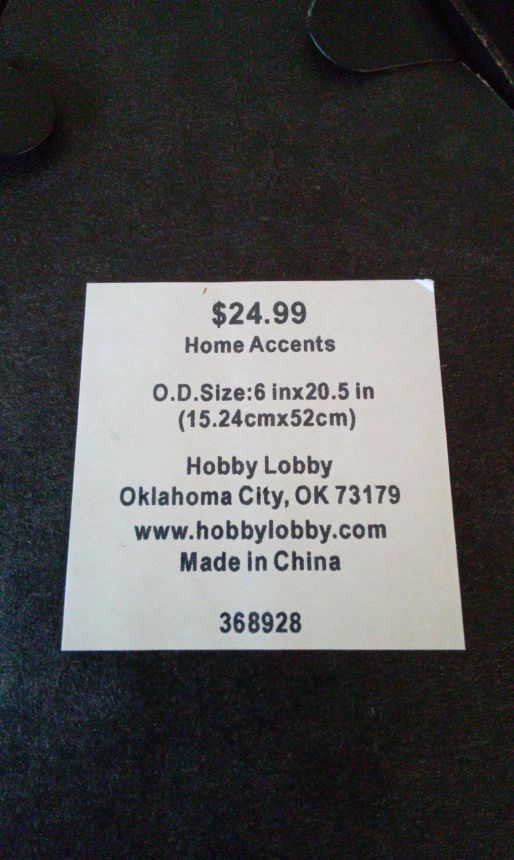 $24.99
Home Accents
O.D.Size:6 inx20.5 in
(15.24cmx52cm)
Hobby Lobby
Oklahoma City, OK 73179
www.hobbylobby.com
Made in China
368928